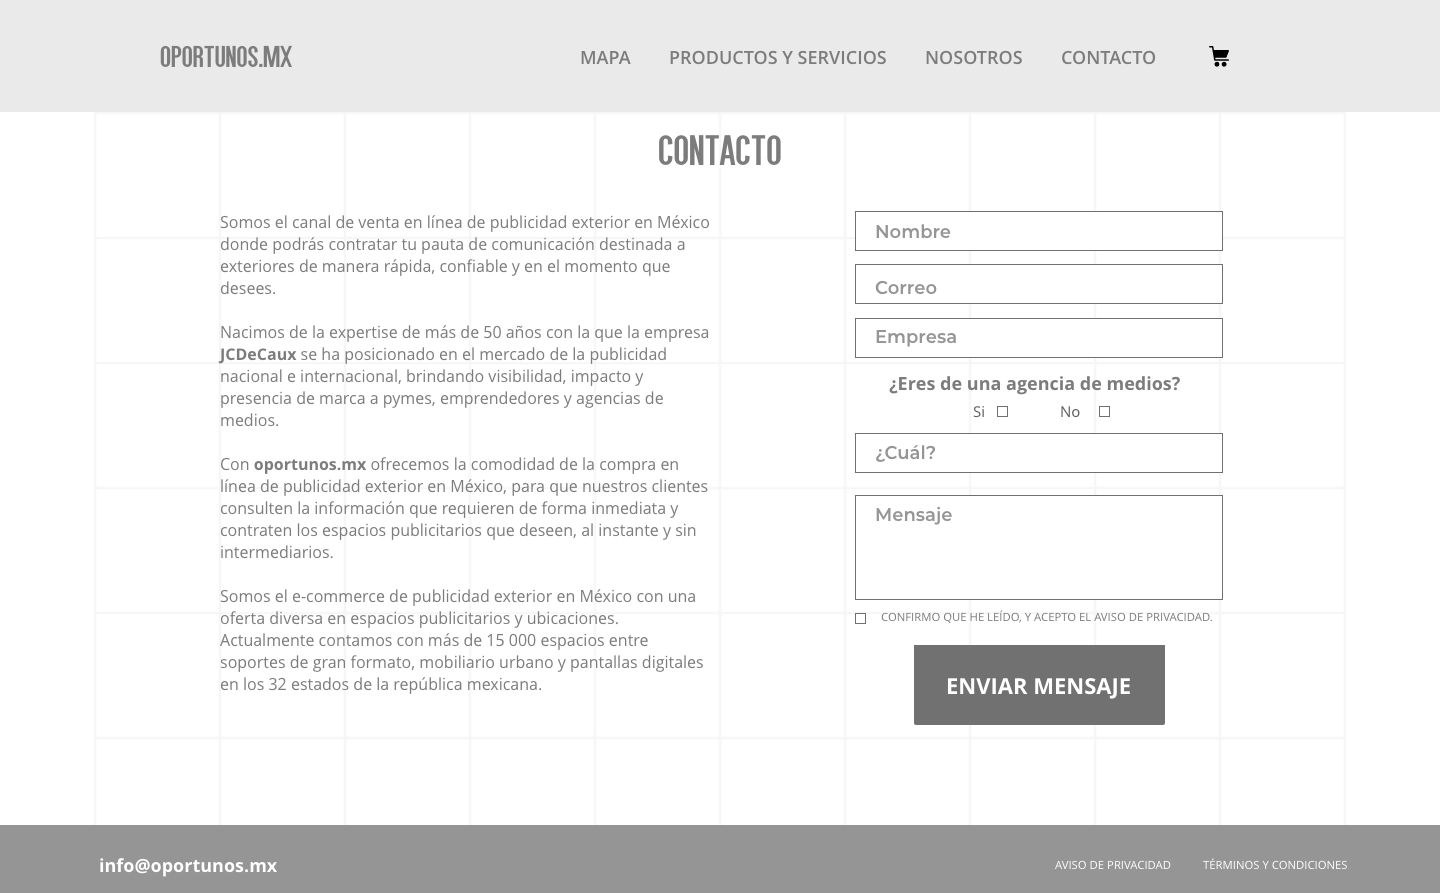 OPORTUNOS.MX
MAPA PRODUCTOS Y SERVICIOS NOSOTROS CONTACTO
CONTACTO
Somos el canal de venta en línea de publicidad exterior en México
donde podrás contratar tu pauta de comunicación destinada a
exteriores de manera rápida, confiable y en el momento que
desees.
Nacimos de la expertise de más de 50 años con la que la empresa
JCDeCaux se ha posicionado en el mercado de la publicidad
nacional e internacional, brindando visibilidad, impacto y
presencia de marca a pymes, emprendedores y agencias de
medios.
Con oportunos.mx ofrecemos la comodidad de la compra en
línea de publicidad exterior en México, para que nuestros clientes
consulten la información que requieren de forma inmediata y
contraten los espacios publicitarios que deseen, al instante y sin
intermediarios.
Somos el e-commerce de publicidad exterior en México con una
oferta diversa en espacios publicitarios y ubicaciones.
Actualmente contamos con más de 15 000 espacios entre
soportes de gran formato, mobiliario urbano y pantallas digitales
en los 32 estados de la república mexicana.
Nombre
Correo
Empresa
¿Eres de una agencia de medios?
Si No
¿Cuál?
Mensaje
CONFIRMO QUE HE LEÍDO, Y ACEPTO EL AVISO DE PRIVACIDAD.
ENVIAR MENSAJE
info@oportunos.mx
AVISO DE PRIVACIDAD TÉRMINOS Y CONDICIONES